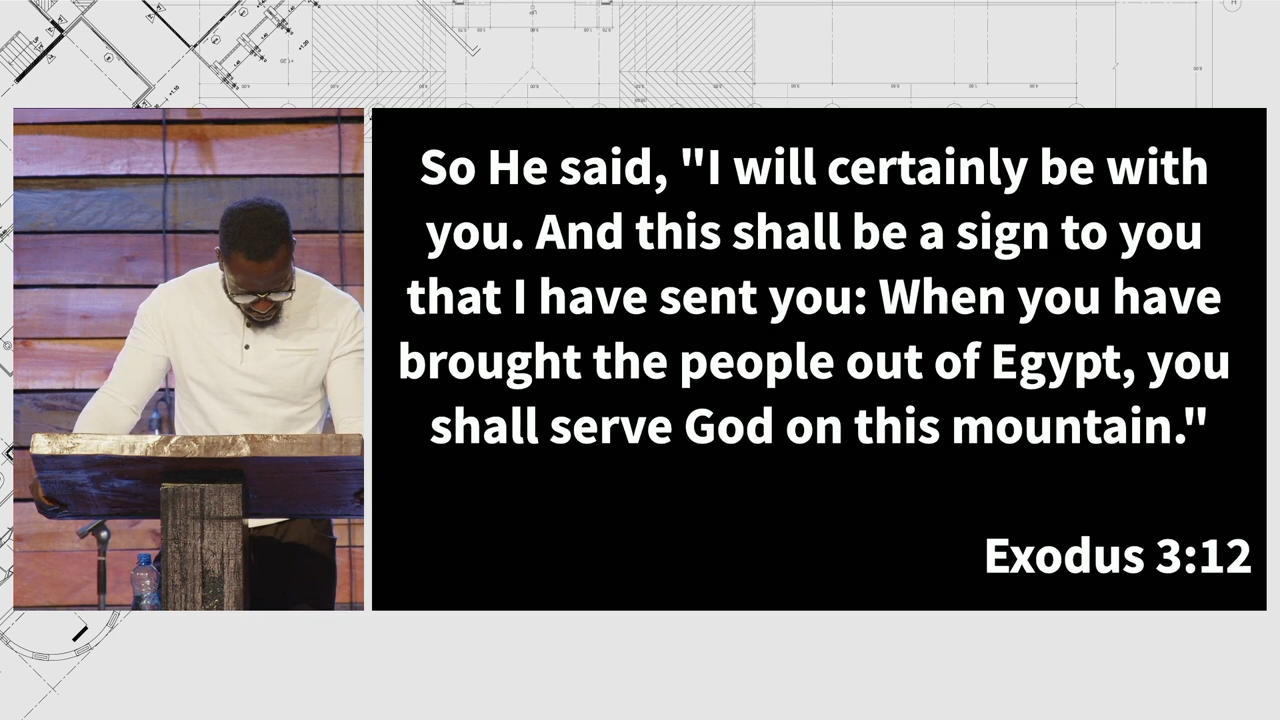 So He said, "I will certainly be with
you. And this shall be a sign to you
that I have sent you: When you have
brought the people out of Egypt, you
shall serve God on this mountain."
Exodus 3:12